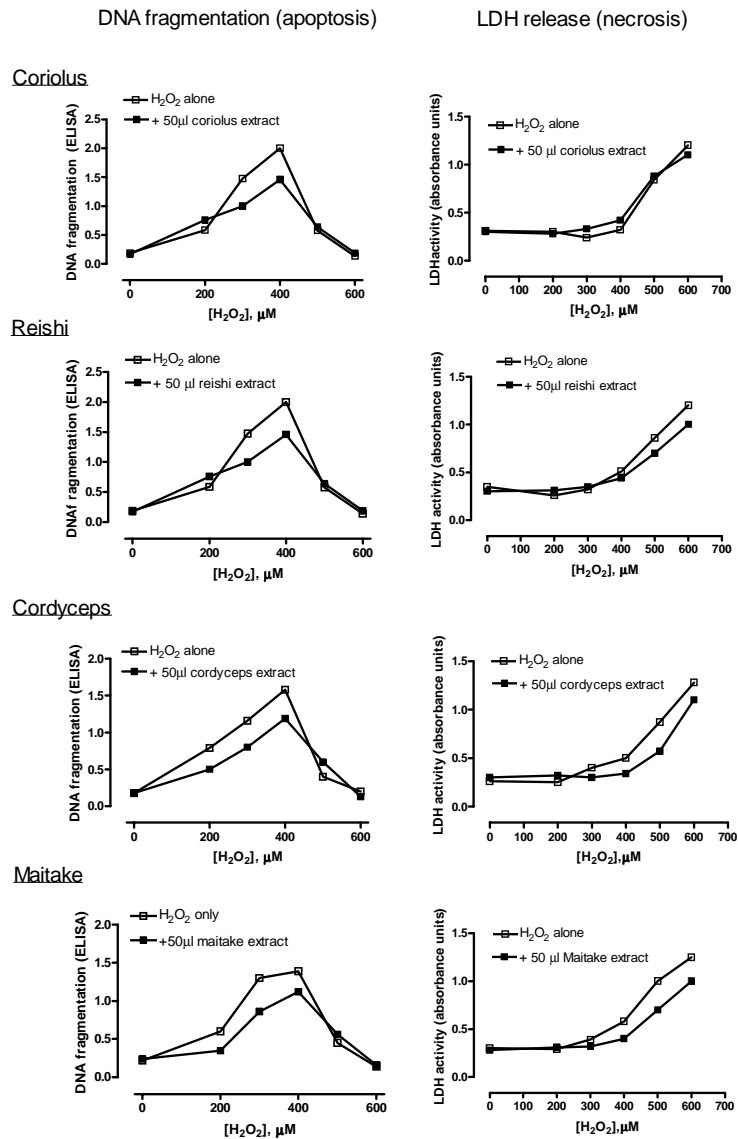 DNA fragmentation (apoptosis)
LDH release (necrosis)
Coriolus
H₂O₂ alone
+ 50µl coriolus extract
DNA fragmentation (ELISA)
2.0
1.5
1.0
0.5
0.0
0 200 400 600
[H₂O₂], µM
H₂O₂ alone
+ 50 µl coriolus extract
LDHactivity (absorbance units)
1.5
1.0
0.5
0.0
0 100 200 300 400 500 600 700
[H₂O₂], µM
Reishi
H₂O₂ alone
+ 50 µl reishi extract
DNAf ragmentation (ELISA)
2.0
1.5
1.0
0.5
0.0
0 200 400 600
[H₂O₂], µM
H₂O₂ alone
+ 50µl reishi extract
LDH activity (absorbance units)
1.5
1.0
0.5
0.0
0 100 200 300 400 500 600 700
[H₂O₂], µM
Cordyceps
H₂O₂ alone
+ 50µl cordyceps extract
DNA fragmentation (ELISA)
2.0
1.5
1.0
0.5
0.0
0 200 400 600
[H₂O₂], µM
H₂O₂ alone
+ 50µl cordyceps extract
LDH activity (absorbance units)
1.5
1.0
0.5
0.0
0 100 200 300 400 500 600 700
[H₂O₂],µM
Maitake
H₂O₂ only
+50µl maitake extract
DNA fragmentation (ELISA)
2.0
1.5
1.0
0.5
0.0
0 200 400 600
[H₂O₂], µM
H₂O₂ alone
+ 50 µl Maitake extract
LDH activity (absorbance units)
1.5
1.0
0.5
0.0
0 100 200 300 400 500 600 700
[H₂O₂],µM